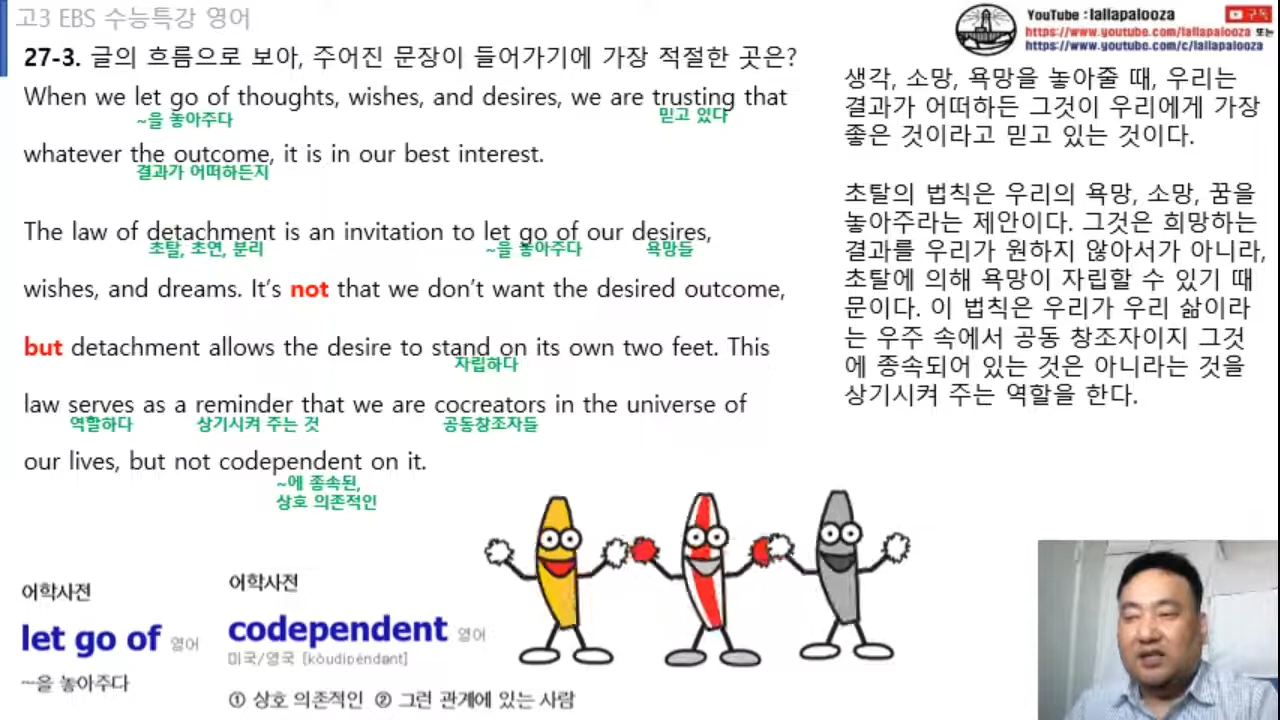 고3 EBS 수능특강 영어
YouTube : lallapalooza
구독
https://www.youtube.com/lallapalooza 또는
https://www.youtube.com/c/lallapalooza
27-3. 글의 흐름으로 보아, 주어진 문장이 들어가기에 가장 적절한 곳은?
When we let go of thoughts, wishes, and desires, we are trusting that
~을 놓아주다 믿고 있다
whatever the outcome, it is in our best interest.
결과가 어떠하든지
The law of detachment is an invitation to let go of our desires,
초탈, 초연, 분리 ~을 놓아주다 욕망들
wishes, and dreams. It's not that we don't want the desired outcome,
but detachment allows the desire to stand on its own two feet. This
자립하다
law serves as a reminder that we are cocreators in the universe of
역할하다 상기시켜 주는 것 공동창조자들
our lives, but not codependent on it.
~에 종속된,
상호 의존적인
생각, 소망, 욕망을 놓아줄 때, 우리는
결과가 어떠하든 그것이 우리에게 가장
좋은 것이라고 믿고 있는 것이다.
초탈의 법칙은 우리의 욕망, 소망, 꿈을
놓아주라는 제안이다. 그것은 희망하는
결과를 우리가 원하지 않아서가 아니라,
초탈에 의해 욕망이 자립할 수 있기 때
문이다. 이 법칙은 우리가 우리 삶이라
는 우주 속에서 공동 창조자이지 그것
에 종속되어 있는 것은 아니라는 것을
상기시켜 주는 역할을 한다.
어학사전
let go of 영어
~을 놓아주다
어학사전
codependent 영어
미국/영국 [kòudipéndənt]
① 상호 의존적인 ② 그런 관계에 있는 사람